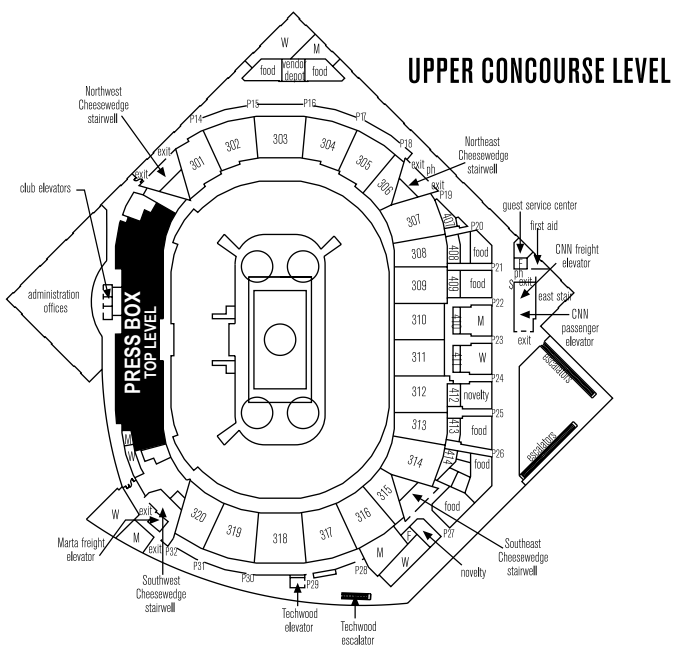 UPPER CONCOURSE LEVEL
W
M
food
vendor
depot
food
Northwest
Cheesewedge
stairwell
P14
P15
P16
P17
P18
exit
exit
301
302
303
304
305
306
exit
ph
exit
Northeast
Cheesewedge
stairwell
P19
club elevators
307
407
P20
guest service center
first aid
308
408
food
P21
F
ph
exit
CNN freight
elevator
administration
offices
309
409
food
east stair
P22
310
410
M
CNN
passenger
elevator
P23
exit
PRESS BOX
TOP LEVEL
311
411
W
P24
escalators
312
412
novelty
P25
313
413
food
escalators
M
W
P26
314
414
food
315
food
W
exit
320
319
318
317
316
F
P27
Marta freight
elevator
M
exit
P32
M
W
Southeast
Cheesewedge
stairwell
P31
P30
P29
P28
novelty
Southwest
Cheesewedge
stairwell
Techwood
elevator
Techwood
escalator